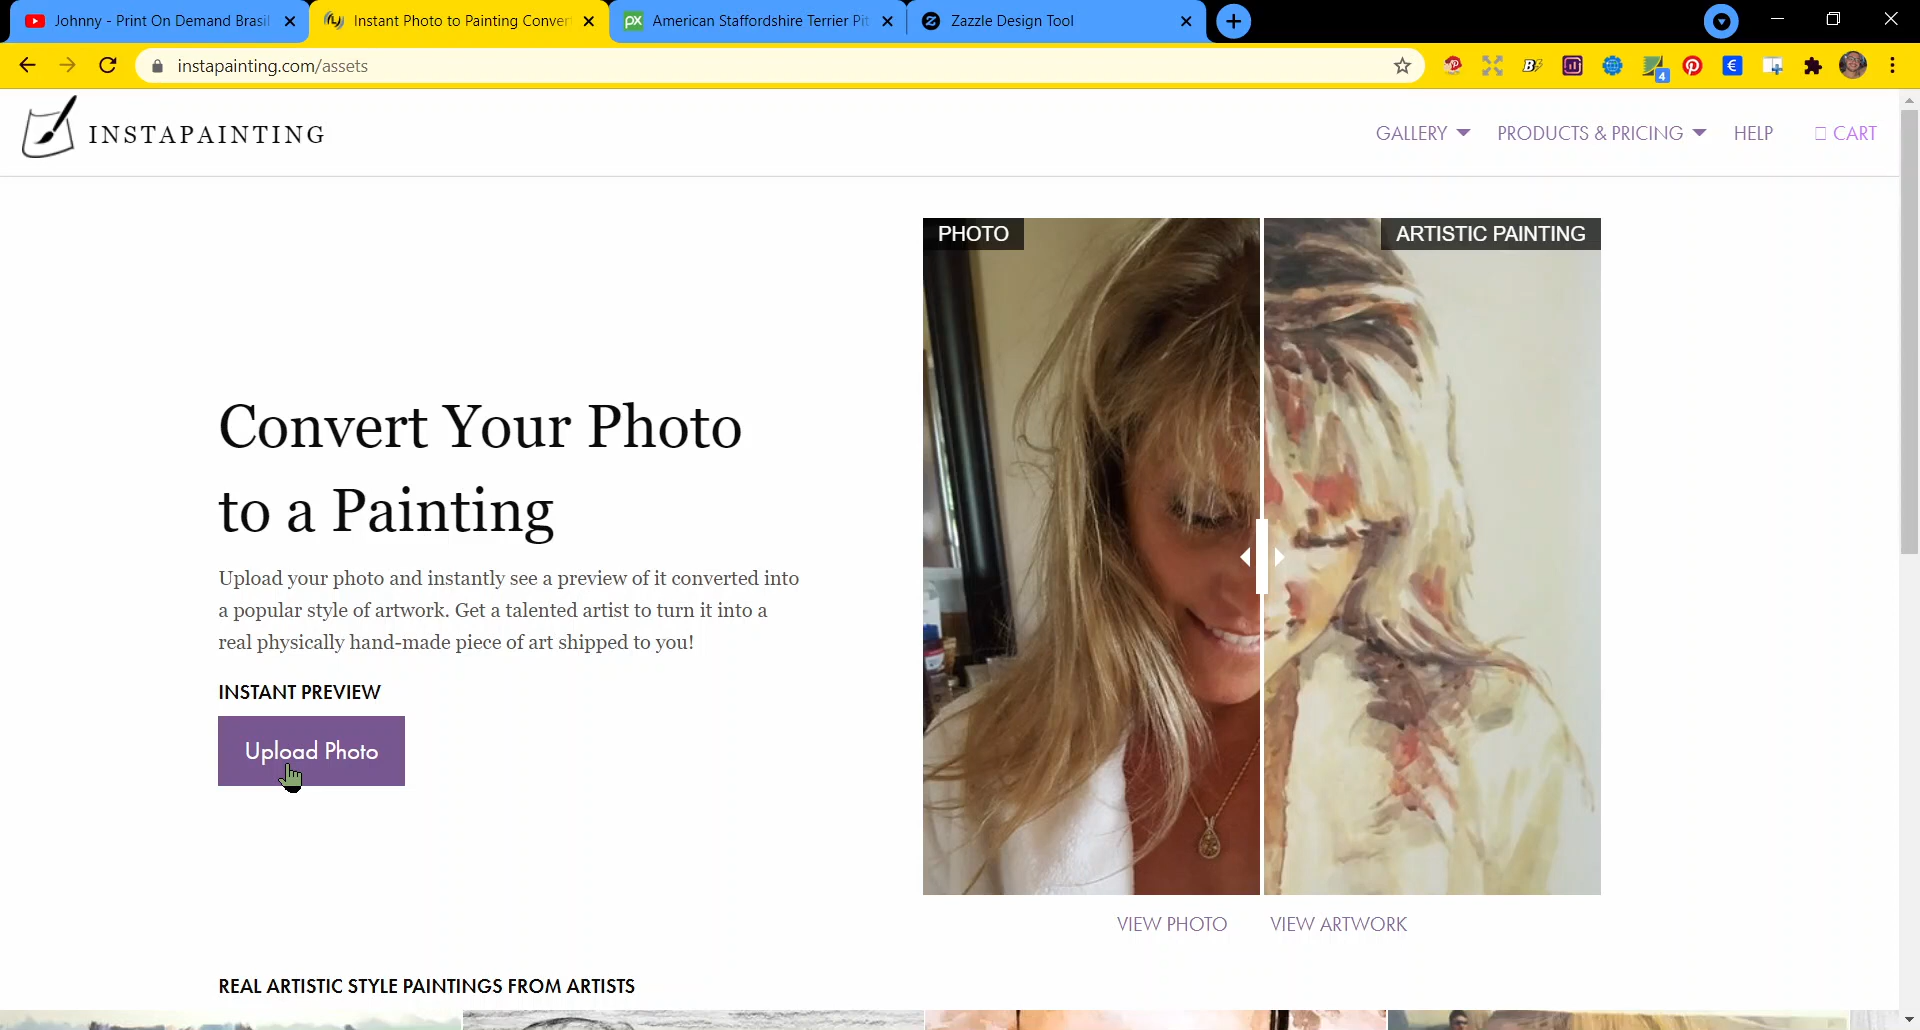 Johnny - Print On Demand Brasil
Instant Photo to Painting Conver
American Staffordshire Terrier Pit
Zazzle Design Tool
instapainting.com/assets
4
INSTAPAINTING
GALLERY
PRODUCTS & PRICING
HELP
CART
PHOTO
ARTISTIC PAINTING
Convert Your Photo
to a Painting
Upload your photo and instantly see a preview of it converted into
a popular style of artwork. Get a talented artist to turn it into a
real physically hand-made piece of art shipped to you!
INSTANT PREVIEW
Upload Photo
VIEW PHOTO
VIEW ARTWORK
REAL ARTISTIC STYLE PAINTINGS FROM ARTISTS